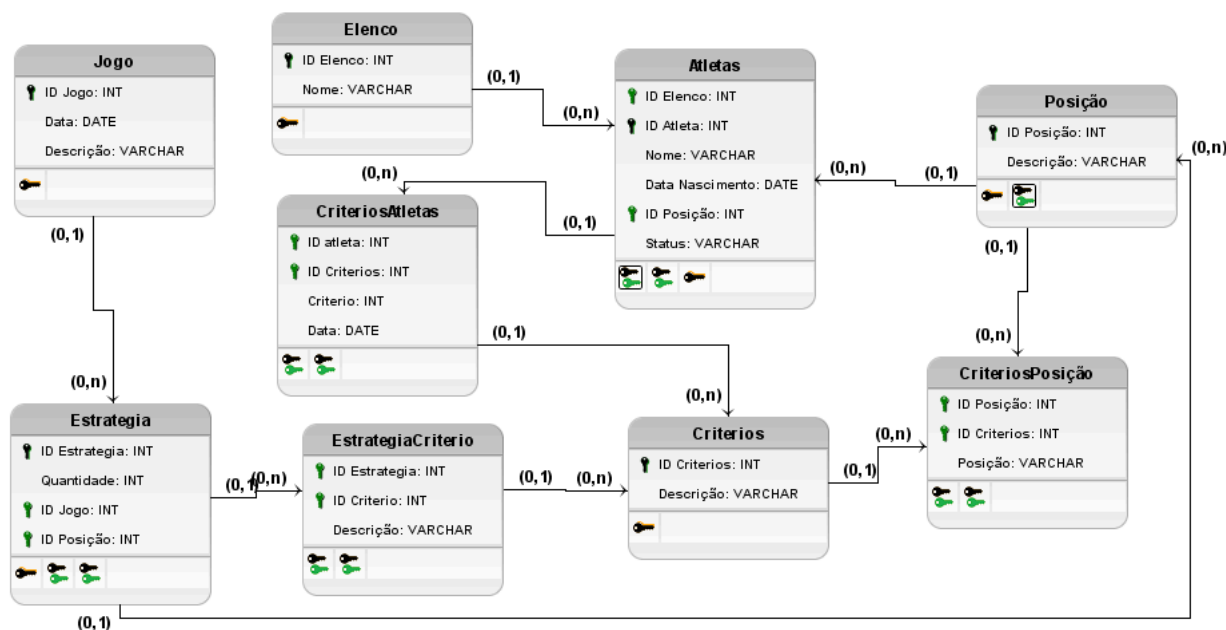 Elenco
ID Elenco: INT
Nome: VARCHAR
Jogo
ID Jogo: INT
Data: DATE
Descrição: VARCHAR
Atletas
ID Elenco: INT
ID Atleta: INT
Nome: VARCHAR
Data Nascimento: DATE
ID Posição: INT
Status: VARCHAR
Posição
ID Posição: INT
Descrição: VARCHAR
(0,1)
(0,n)
(0,n)
(0,1)
(0,n)
(0,n)
(0,1)
(0,1)
(0,1)
CriteriosAtletas
ID atleta: INT
ID Criterios: INT
Criterio: INT
Data: DATE
(0,1)
(0,n)
(0,n)
(0,n)
CriteriosPosição
ID Posição: INT
ID Criterios: INT
Posição: VARCHAR
Estrategia
ID Estrategia: INT
Quantidade: INT
ID Jogo: INT
ID Posição: INT
(0,1)
(0,n)
EstrategiaCriterio
ID Estrategia: INT
ID Criterio: INT
Descrição: VARCHAR
(0,1)
(0,n)
Criterios
ID Criterios: INT
Descrição: VARCHAR
(0,1)
(0,n)
(0,1)